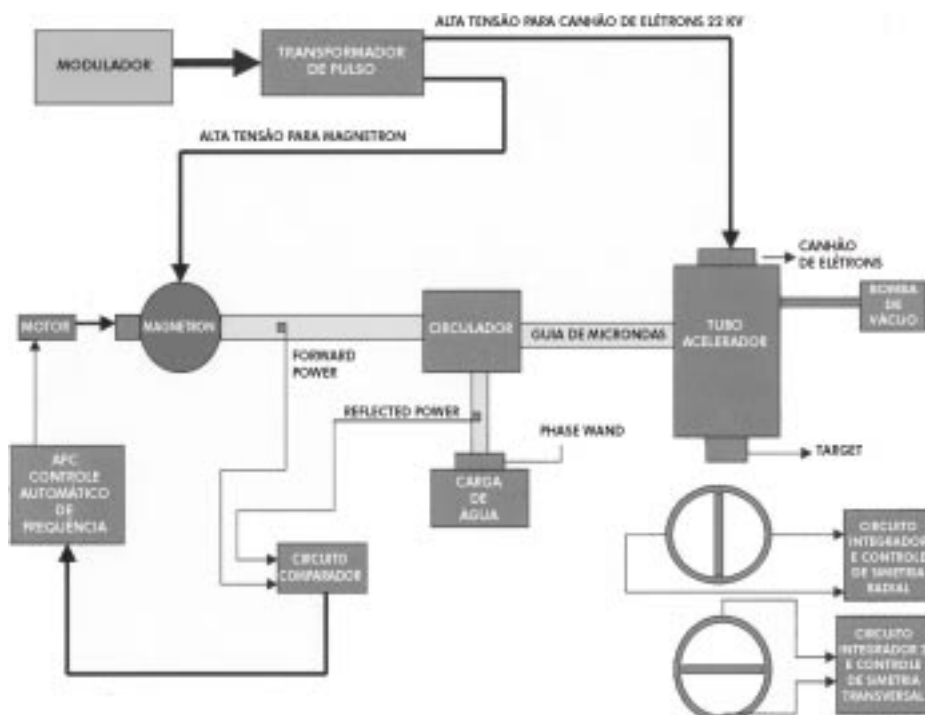 ALTA TENSÃO PARA CANHÃO DE ELÉTRONS 22 KV
MODULADOR
TRANSFORMADOR
DE PULSO
ALTA TENSÃO PARA MAGNETRON
CANHÃO
DE ELÉTRONS
BOMBA
DE
VÁCUO
MOTOR
MAGNETRON
CIRCULADOR
GUIA DE MICRONDAS
TUBO
ACELERADOR
FORWARD
POWER
REFLECTED POWER
PHASE WAND
TARGET
AFC
CONTROLE
AUTOMÁTICO
DE
FREQUÊNCIA
CARGA
DE
ÁGUA
CIRCUITO
COMPARADOR
CIRCUITO
INTEGRADOR
E CONTROLE
DE SIMETRIA
RADIAL
CIRCUITO
INTEGRADOR 2
E CONTROLE
DE SIMETRIA
TRANSVERSAL